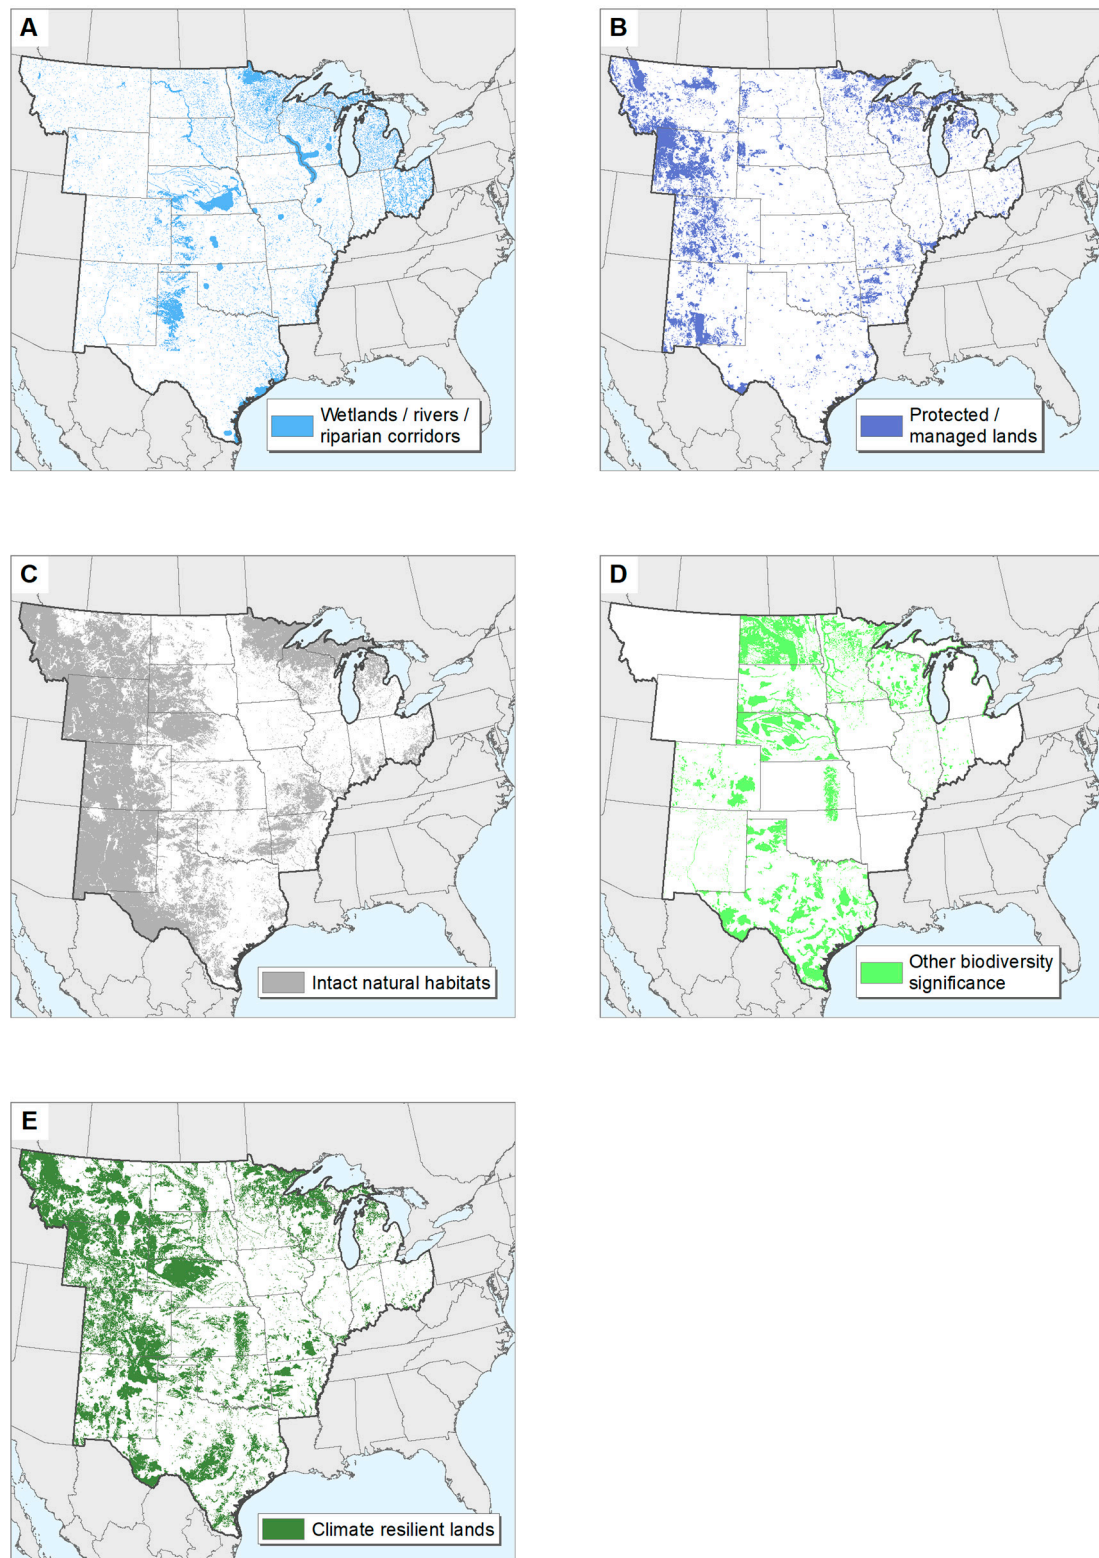 A
Wetlands / rivers /
riparian corridors
B
Protected /
managed lands
C
Intact natural habitats
D
Other biodiversity
significance
E
Climate resilient lands